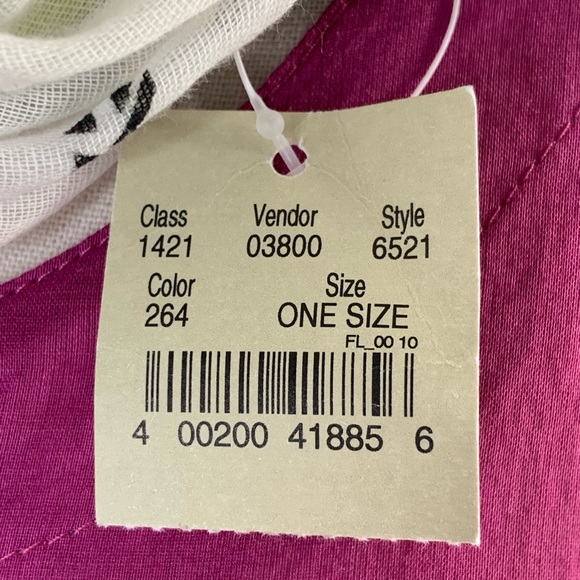 Class Vendor Style
1421 03800 6521
Color Size
264 ONE SIZE
FL_00 10
4 00200 41885 6